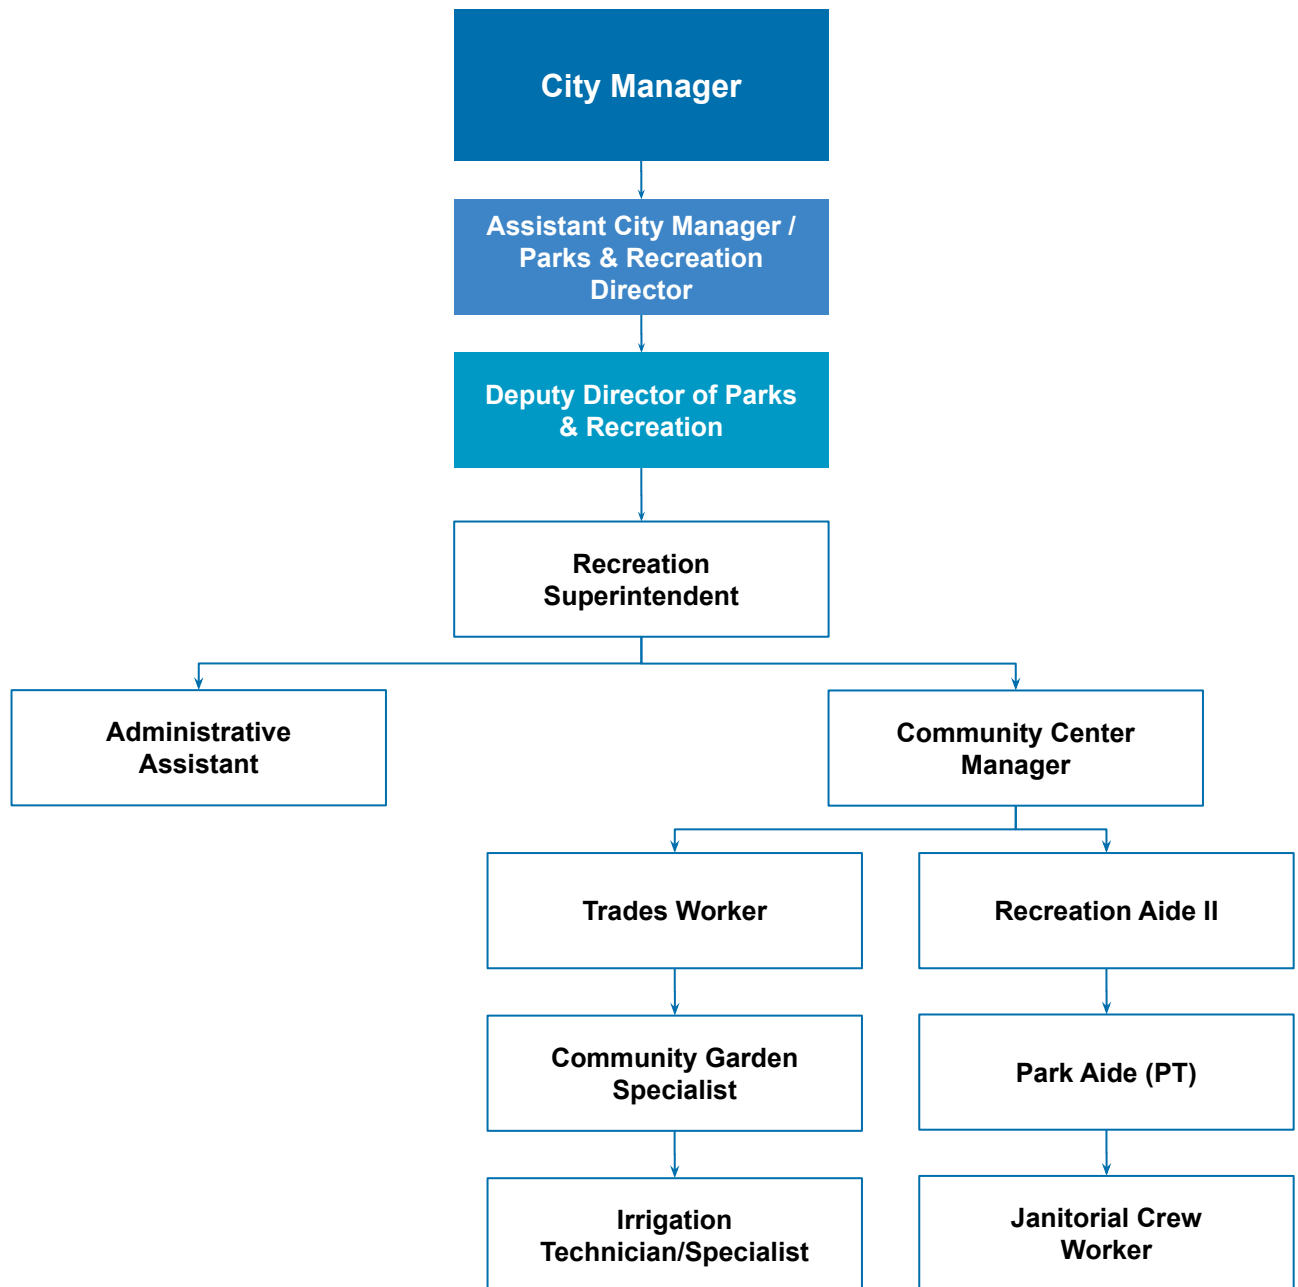 City Manager
Assistant City Manager /
Parks & Recreation
Director
Deputy Director of Parks
& Recreation
Recreation
Superintendent
Administrative
Assistant
Community Center
Manager
Trades Worker
Recreation Aide II
Community Garden
Specialist
Park Aide (PT)
Irrigation
Technician/Specialist
Janitorial Crew
Worker